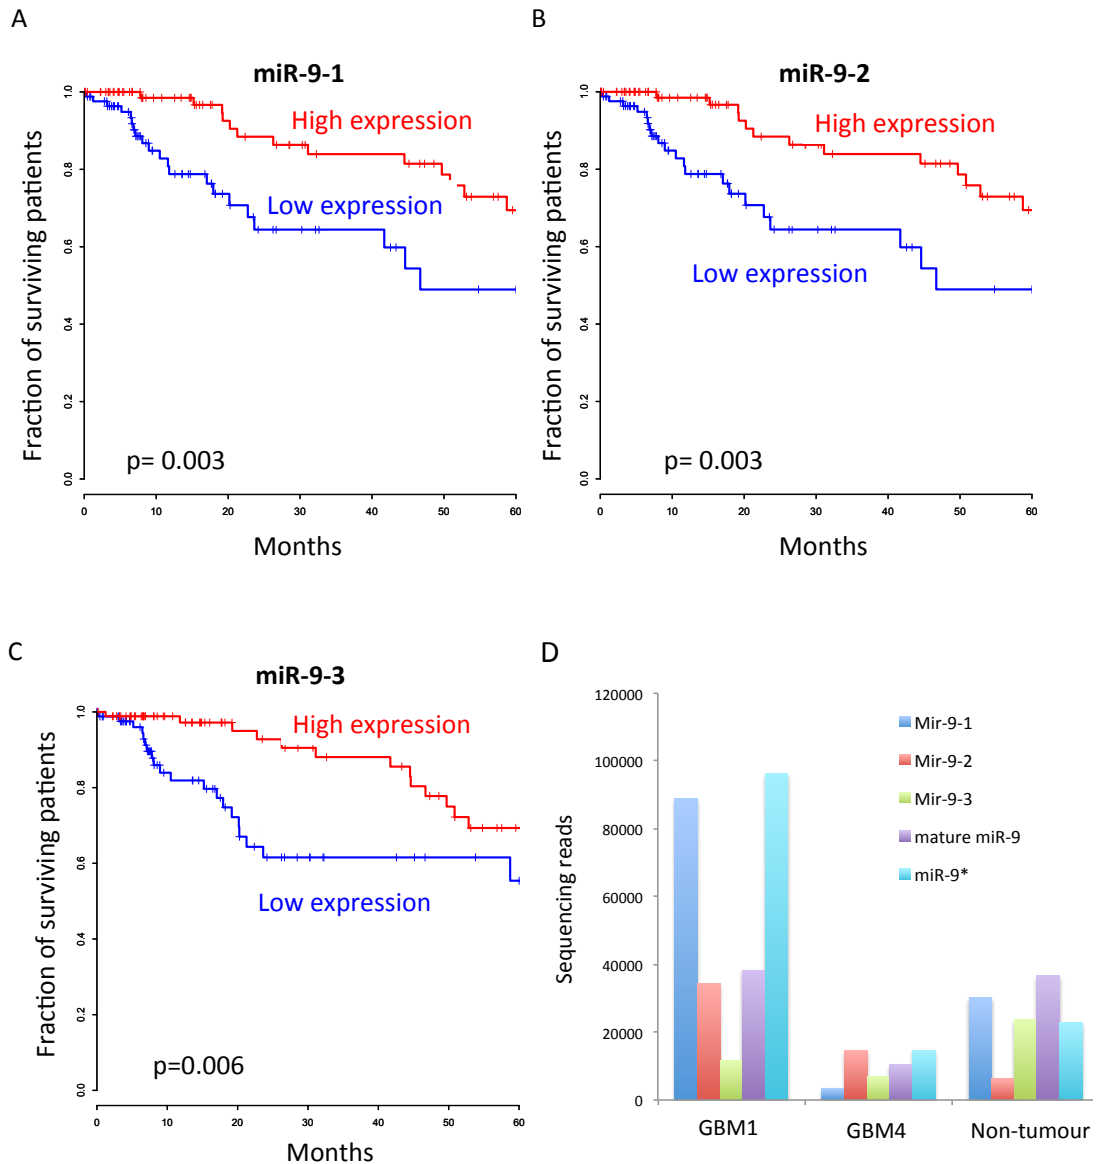 A
B
miR-9-1
miR-9-2
High expression
High expression
Low expression
Low expression
Fraction of surviving patients
Fraction of surviving patients
1.0
0.8
0.6
0.4
0.2
0.0
1.0
0.8
0.6
0.4
0.2
0.0
p= 0.003
p= 0.003
0 10 20 30 40 50 60
0 10 20 30 40 50 60
Months
Months
C
D
miR-9-3
High expression
Low expression
Fraction of surviving patients
1.0
0.8
0.6
0.4
0.2
0.0
p=0.006
0 10 20 30 40 50 60
Months
120000
100000
80000
60000
40000
20000
0
Sequencing reads
Mir-9-1
Mir-9-2
Mir-9-3
mature miR-9
miR-9*
GBM1 GBM4 Non-tumour